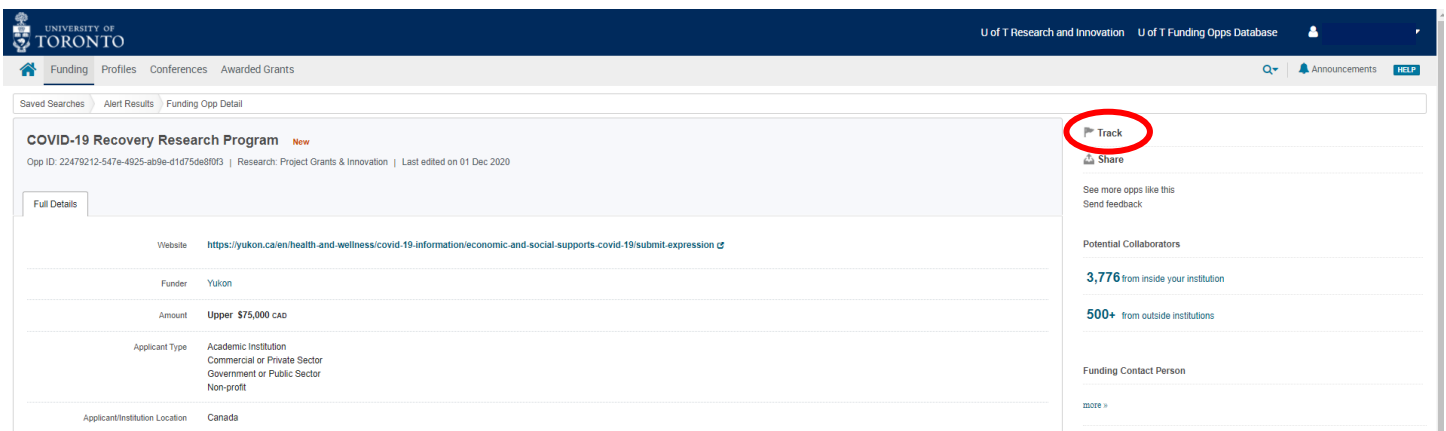 UNIVERSITY OF
TORONTO
U of T Research and Innovation U of T Funding Opps Database
Funding Profiles Conferences Awarded Grants
Announcements HELP
Saved Searches Alert Results Funding Opp Detail
COVID-19 Recovery Research Program New
Opp ID: 22479212-547e-4925-ab9e-d1d75de8f0f3 | Research: Project Grants & Innovation | Last edited on 01 Dec 2020
Full Details
Website https://yukon.ca/en/health-and-wellness/covid-19-information/economic-and-social-supports-covid-19/submit-expression
Funder Yukon
Amount Upper $75,000 CAD
Applicant Type Academic Institution
Commercial or Private Sector
Government or Public Sector
Non-profit
Applicant/Institution Location Canada
Track
Share
See more opps like this
Send feedback
Potential Collaborators
3,776 from inside your institution
500+ from outside institutions
Funding Contact Person
more »